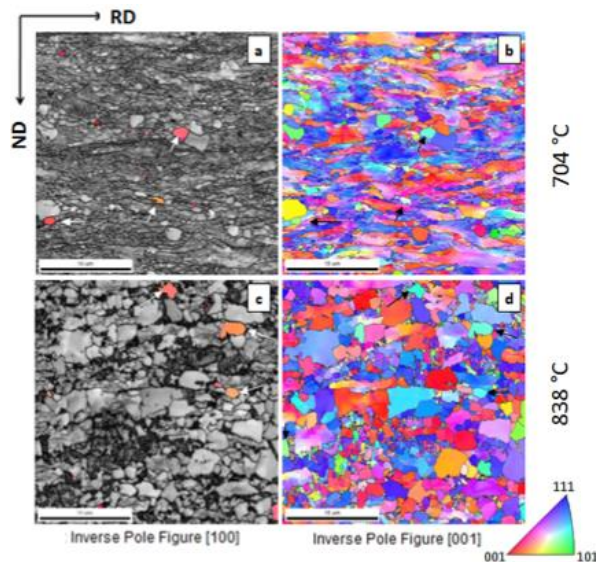 RD
ND
a
b
704 °C
c
d
838 °C
Inverse Pole Figure [100]
Inverse Pole Figure [001]
111
001
101